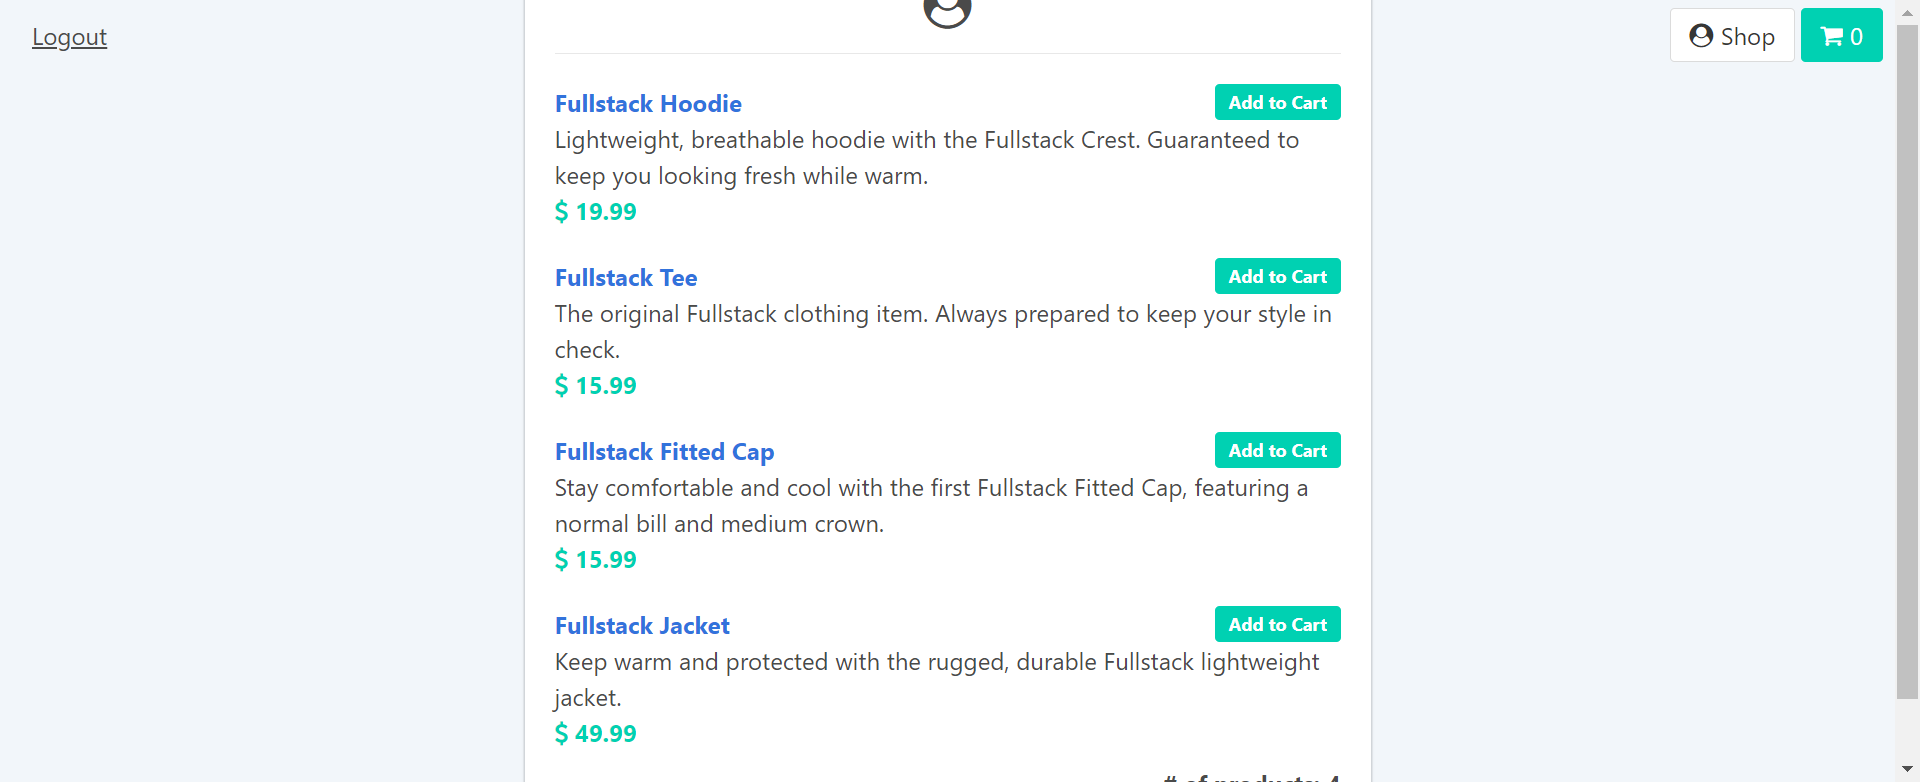 Logout
Shop
0
Fullstack Hoodie
Add to Cart
Lightweight, breathable hoodie with the Fullstack Crest. Guaranteed to
keep you looking fresh while warm.
$ 19.99
Fullstack Tee
Add to Cart
The original Fullstack clothing item. Always prepared to keep your style in
check.
$ 15.99
Fullstack Fitted Cap
Add to Cart
Stay comfortable and cool with the first Fullstack Fitted Cap, featuring a
normal bill and medium crown.
$ 15.99
Fullstack Jacket
Add to Cart
Keep warm and protected with the rugged, durable Fullstack lightweight
jacket.
$ 49.99
# of products: 4